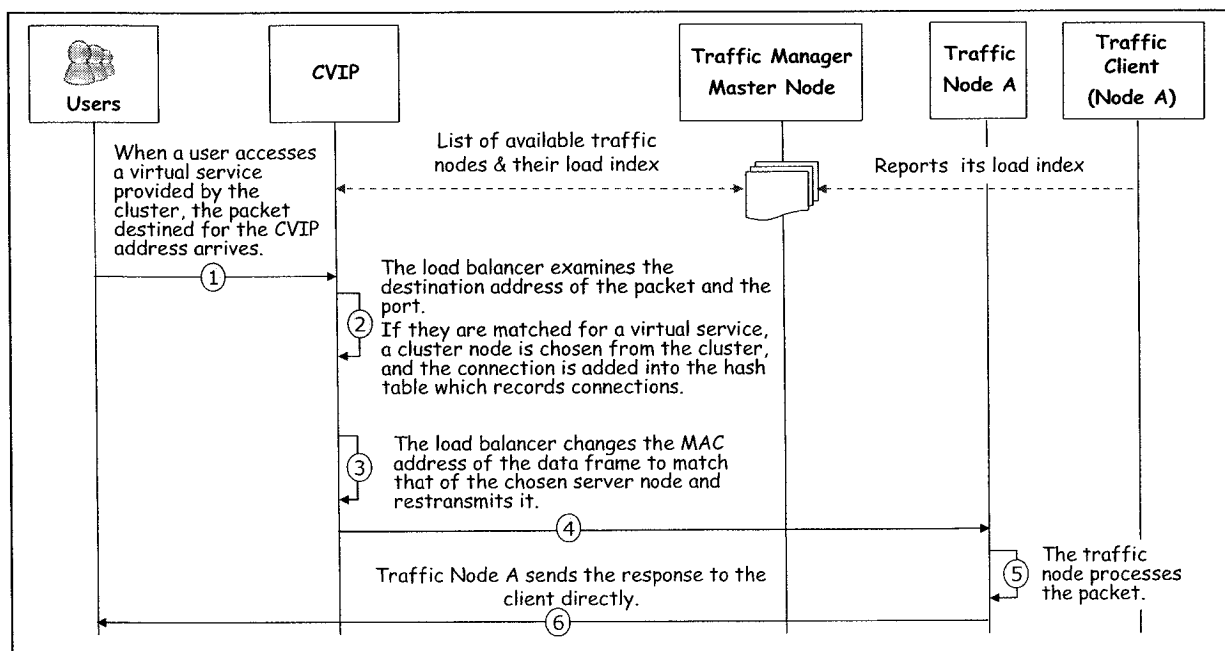 Users
CVIP
Traffic Manager
Master Node
Traffic
Node A
Traffic
Client
(Node A)
When a user accesses
a virtual service
provided by the
cluster, the packet
destined for the CVIP
address arrives.
List of available traffic
nodes & their load index
Reports its load index
1
The load balancer examines the
destination address of the packet and the
port.
2
If they are matched for a virtual service,
a cluster node is chosen from the cluster,
and the connection is added into the hash
table which records connections.
3
The load balancer changes the MAC
address of the data frame to match
that of the chosen server node and
restransmits it.
4
5
The traffic
node processes
the packet.
Traffic Node A sends the response to the
client directly.
6